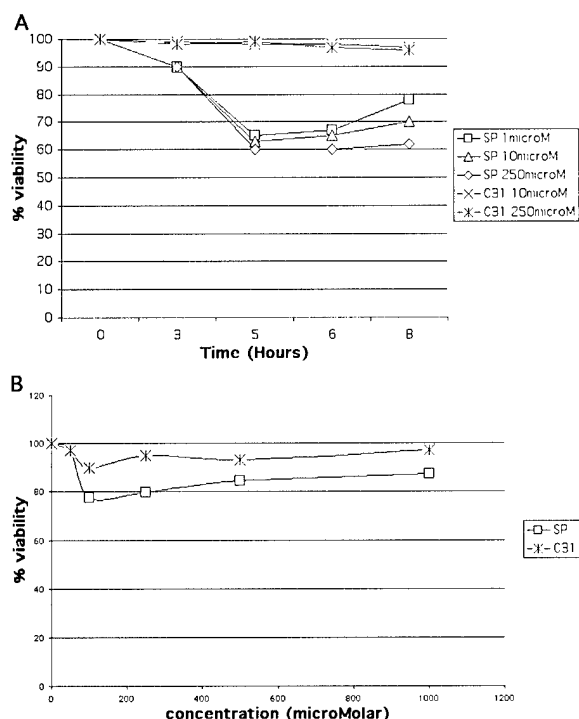 A
100
90
80
70
60
50
40
30
20
10
0
% viability
0 3 5 6 8
Time (Hours)
SP 1microM
SP 10microM
SP 250microM
C31 10microM
C31 250microM
B
120
100
80
60
40
20
0
% viability
0 200 400 600 800 1000 1200
concentration (microMolar)
SP
C31